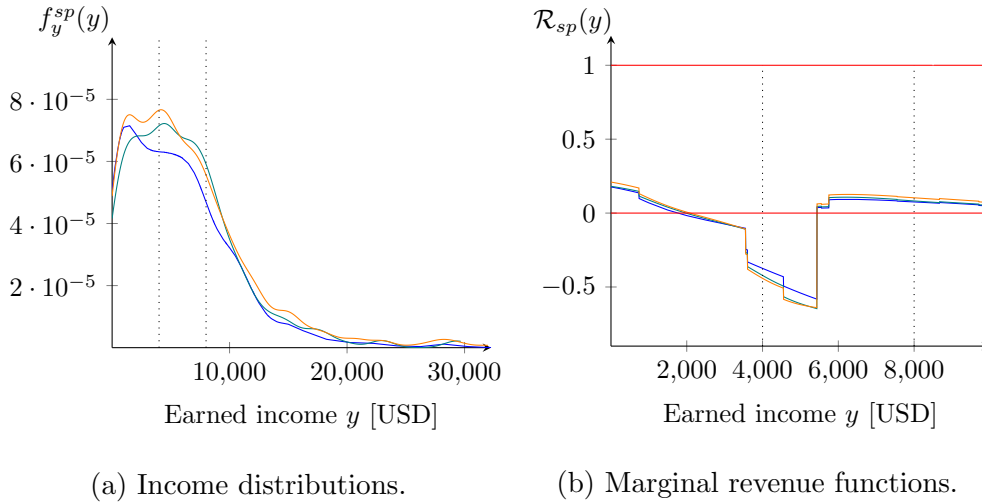 f_y^{sp}(y)
8 · 10^{-5}
6 · 10^{-5}
4 · 10^{-5}
2 · 10^{-5}
10,000 20,000 30,000
Earned income y [USD]
(a) Income distributions.
R_{sp}(y)
1
0.5
0
−0.5
2,000 4,000 6,000 8,000
Earned income y [USD]
(b) Marginal revenue functions.